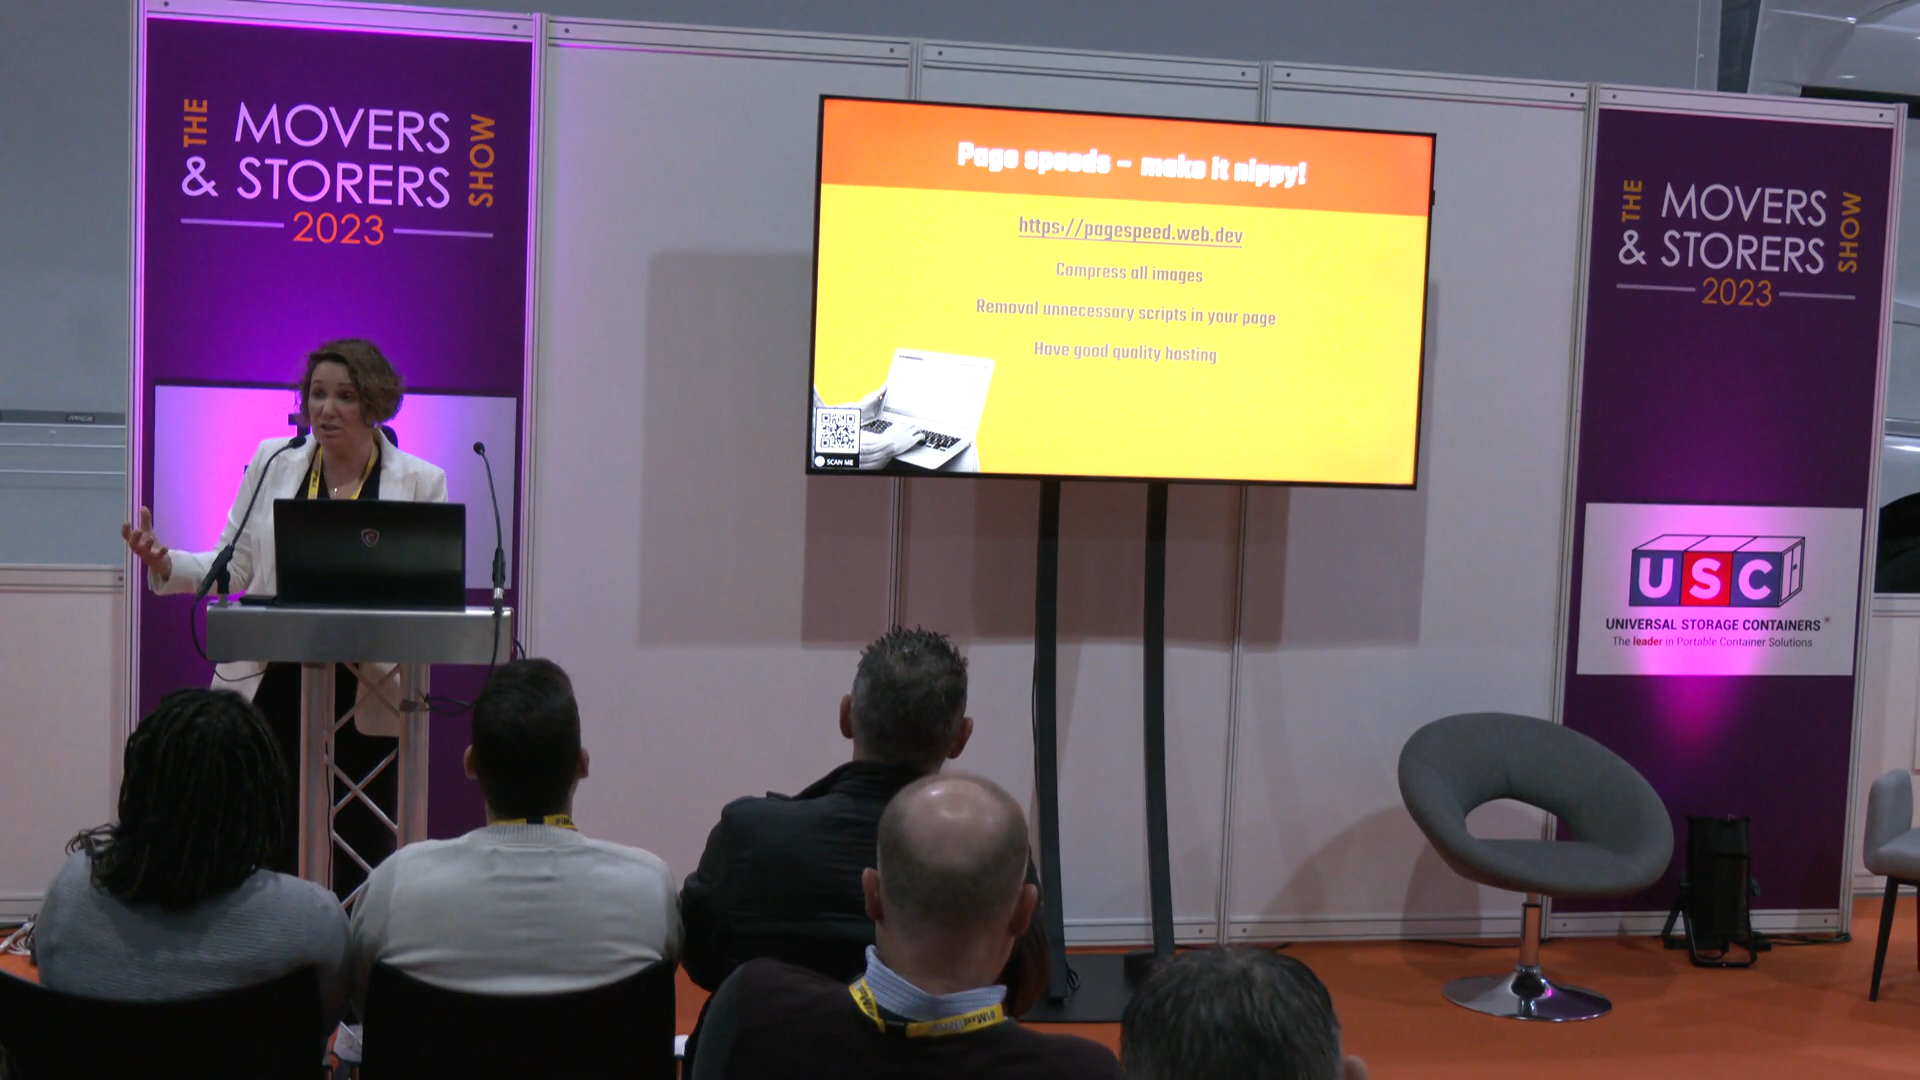 THE
MOVERS
& STORERS
SHOW
2023
Page speeds – make it nippy!
https://pagespeed.web.dev
Compress all images
Removal unnecessary scripts in your page
Have good quality hosting
SCAN ME
THE
MOVERS
& STORERS
SHOW
2023
USC
UNIVERSAL STORAGE CONTAINERS
The leader in Portable Container Solutions